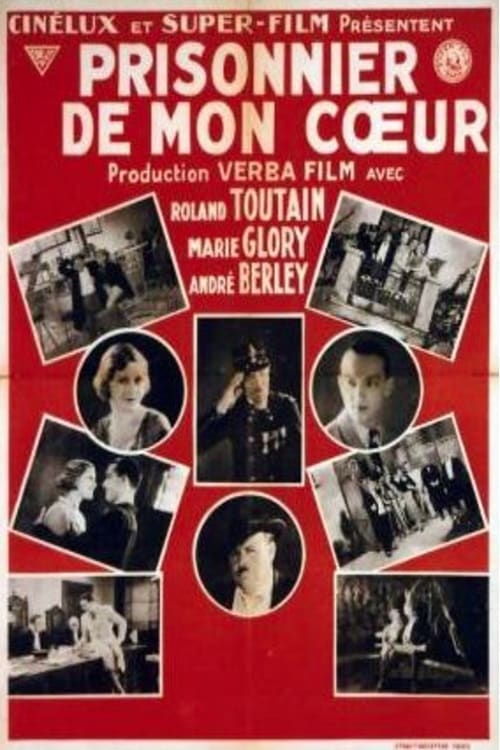 CINÉLUX ET SUPER-FILM PRÉSENTENT
PRISONNIER
DE MON CŒUR
Production VERBA FILM AVEC
ROLAND TOUTAIN
MARIE GLORY
ANDRÉ BERLEY